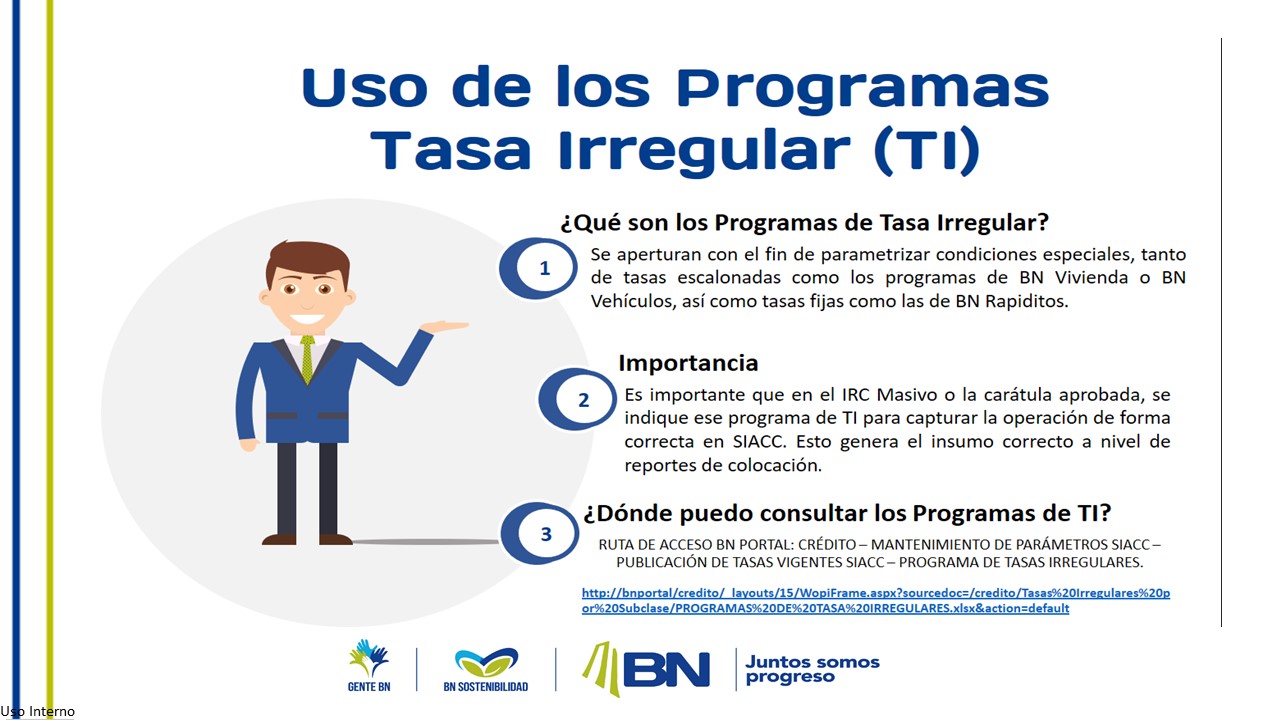 Uso de los Programas
Tasa Irregular (TI)
¿Qué son los Programas de Tasa Irregular?
1
Se aperturan con el fin de parametrizar condiciones especiales, tanto
de tasas escalonadas como los programas de BN Vivienda o BN
Vehículos, así como tasas fijas como las de BN Rapiditos.
Importancia
2
Es importante que en el IRC Masivo o la carátula aprobada, se
indique ese programa de TI para capturar la operación de forma
correcta en SIACC. Esto genera el insumo correcto a nivel de
reportes de colocación.
¿Dónde puedo consultar los Programas de TI?
3
RUTA DE ACCESO BN PORTAL: CRÉDITO – MANTENIMIENTO DE PARÁMETROS SIACC –
PUBLICACIÓN DE TASAS VIGENTES SIACC – PROGRAMA DE TASAS IRREGULARES.
http://bnportal/credito/_layouts/15/WopiFrame.aspx?sourcedoc=/credito/Tasas%20Irregulares%20p
or%20Subclase/PROGRAMAS%20DE%20TASA%20IRREGULARES.xlsx&action=default
GENTE BN
BN SOSTENIBILIDAD
BN
Juntos somos
progreso
Uso Interno